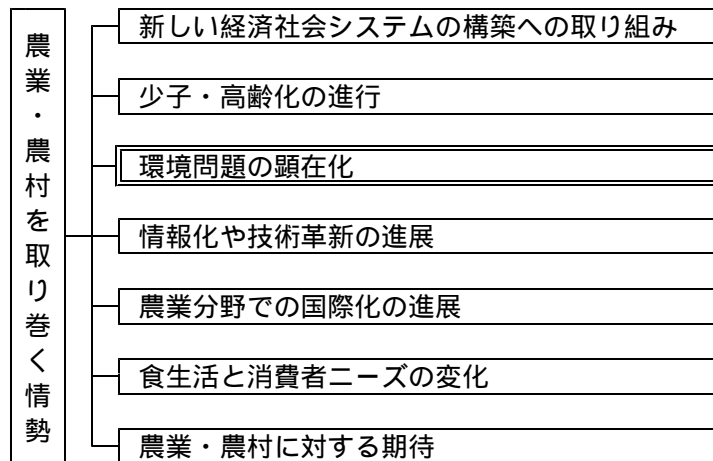 農業・農村を取り巻く情勢
新しい経済社会システムの構築への取り組み
少子・高齢化の進行
環境問題の顕在化
情報化や技術革新の進展
農業分野での国際化の進展
食生活と消費者ニーズの変化
農業・農村に対する期待